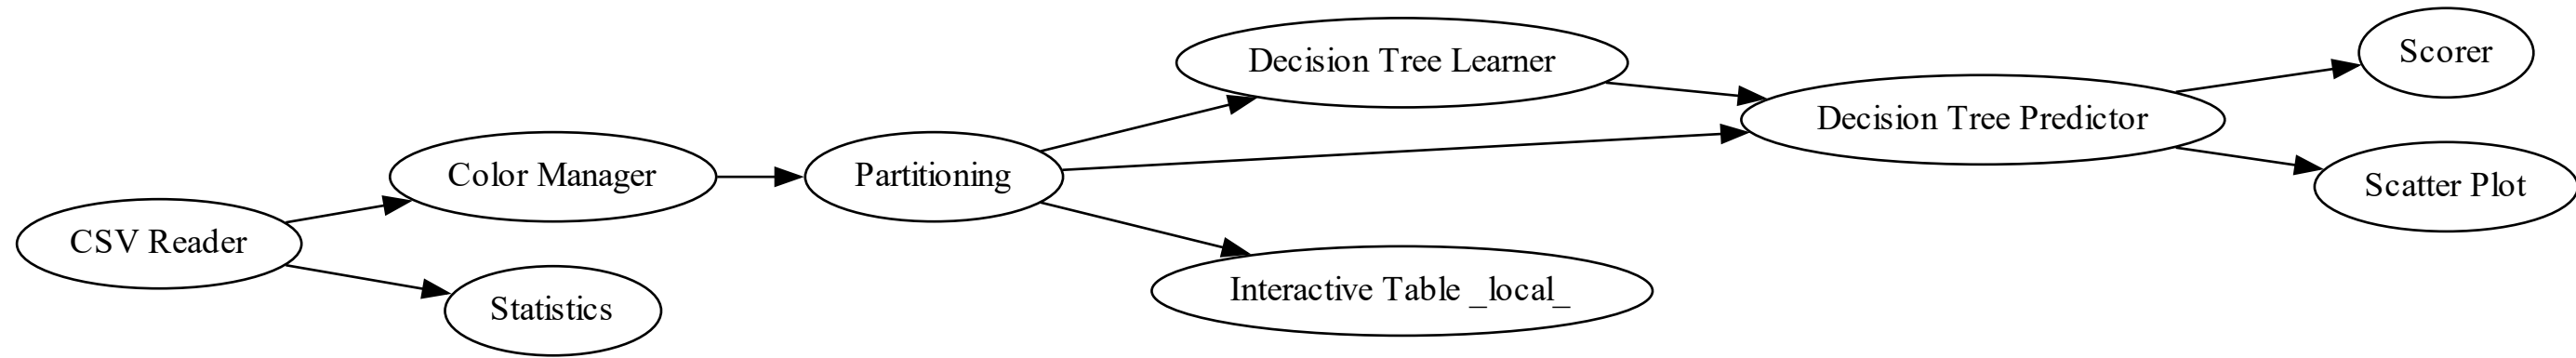 CSV Reader
Color Manager
Statistics
Partitioning
Decision Tree Learner
Interactive Table _local_
Decision Tree Predictor
Scorer
Scatter Plot